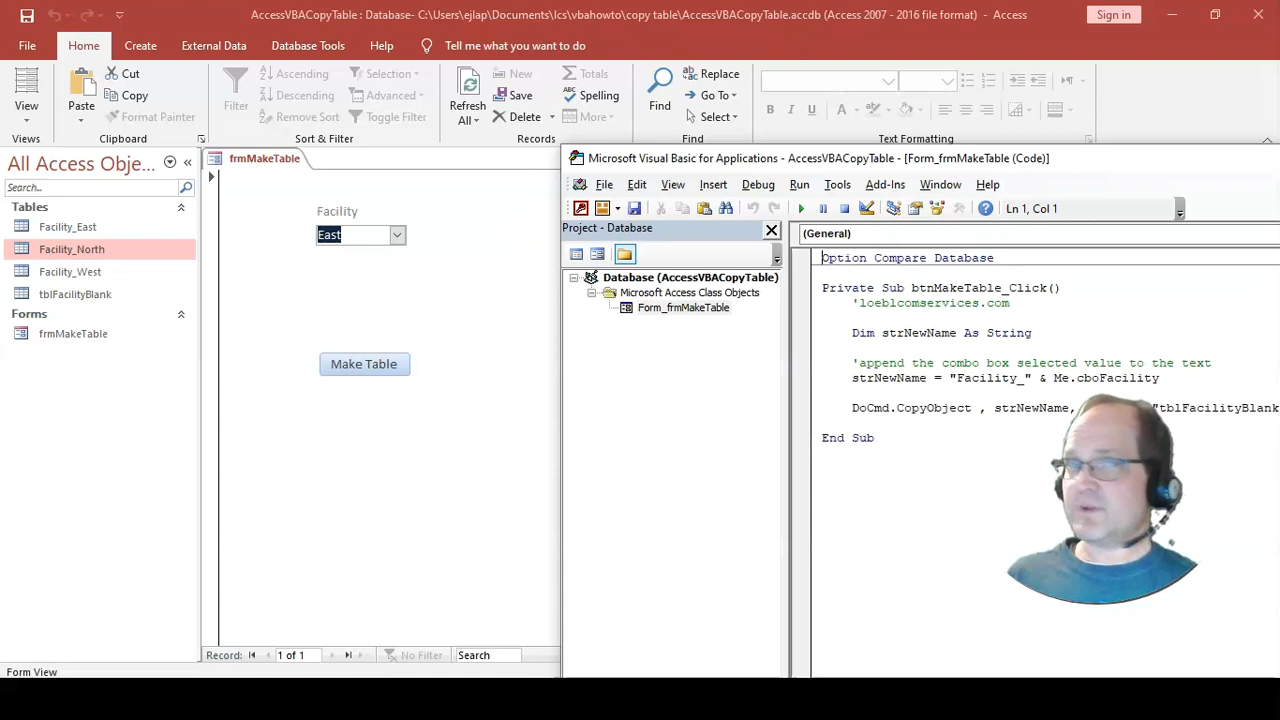 AccessVBACopyTable : Database- C:\Users\ejlap\Documents\lcs\vbahowto\copy table\AccessVBACopyTable.accdb (Access 2007 - 2016 file format) - Access
Sign in
File Home Create External Data Database Tools Help Tell me what you want to do
View
Views
Paste
Cut
Copy
Format Painter
Clipboard
Filter
Ascending
Descending
Remove Sort
Selection
Advanced
Toggle Filter
Sort & Filter
Refresh
All
New
Save
Delete
Totals
Spelling
More
Records
Find
Replace
Go To
Select
Find
B I U A
Text Formatting
All Access Obje...
Search...
Tables
Facility_East
Facility_North
Facility_West
tblFacilityBlank
Forms
frmMakeTable
frmMakeTable
Facility
East
Make Table
Record: 1 of 1 No Filter Search
Form View
Microsoft Visual Basic for Applications - AccessVBACopyTable - [Form_frmMakeTable (Code)]
File Edit View Insert Debug Run Tools Add-Ins Window Help
Ln 1, Col 1
Project - Database
Database (AccessVBACopyTable)
Microsoft Access Class Objects
Form_frmMakeTable
(General)
Option Compare Database
Private Sub btnMakeTable_Click()
'loeblcomservices.com
Dim strNewName As String
'append the combo box selected value to the text
strNewName = "Facility_" & Me.cboFacility
DoCmd.CopyObject , strNewName, "tblFacilityBlank
End Sub